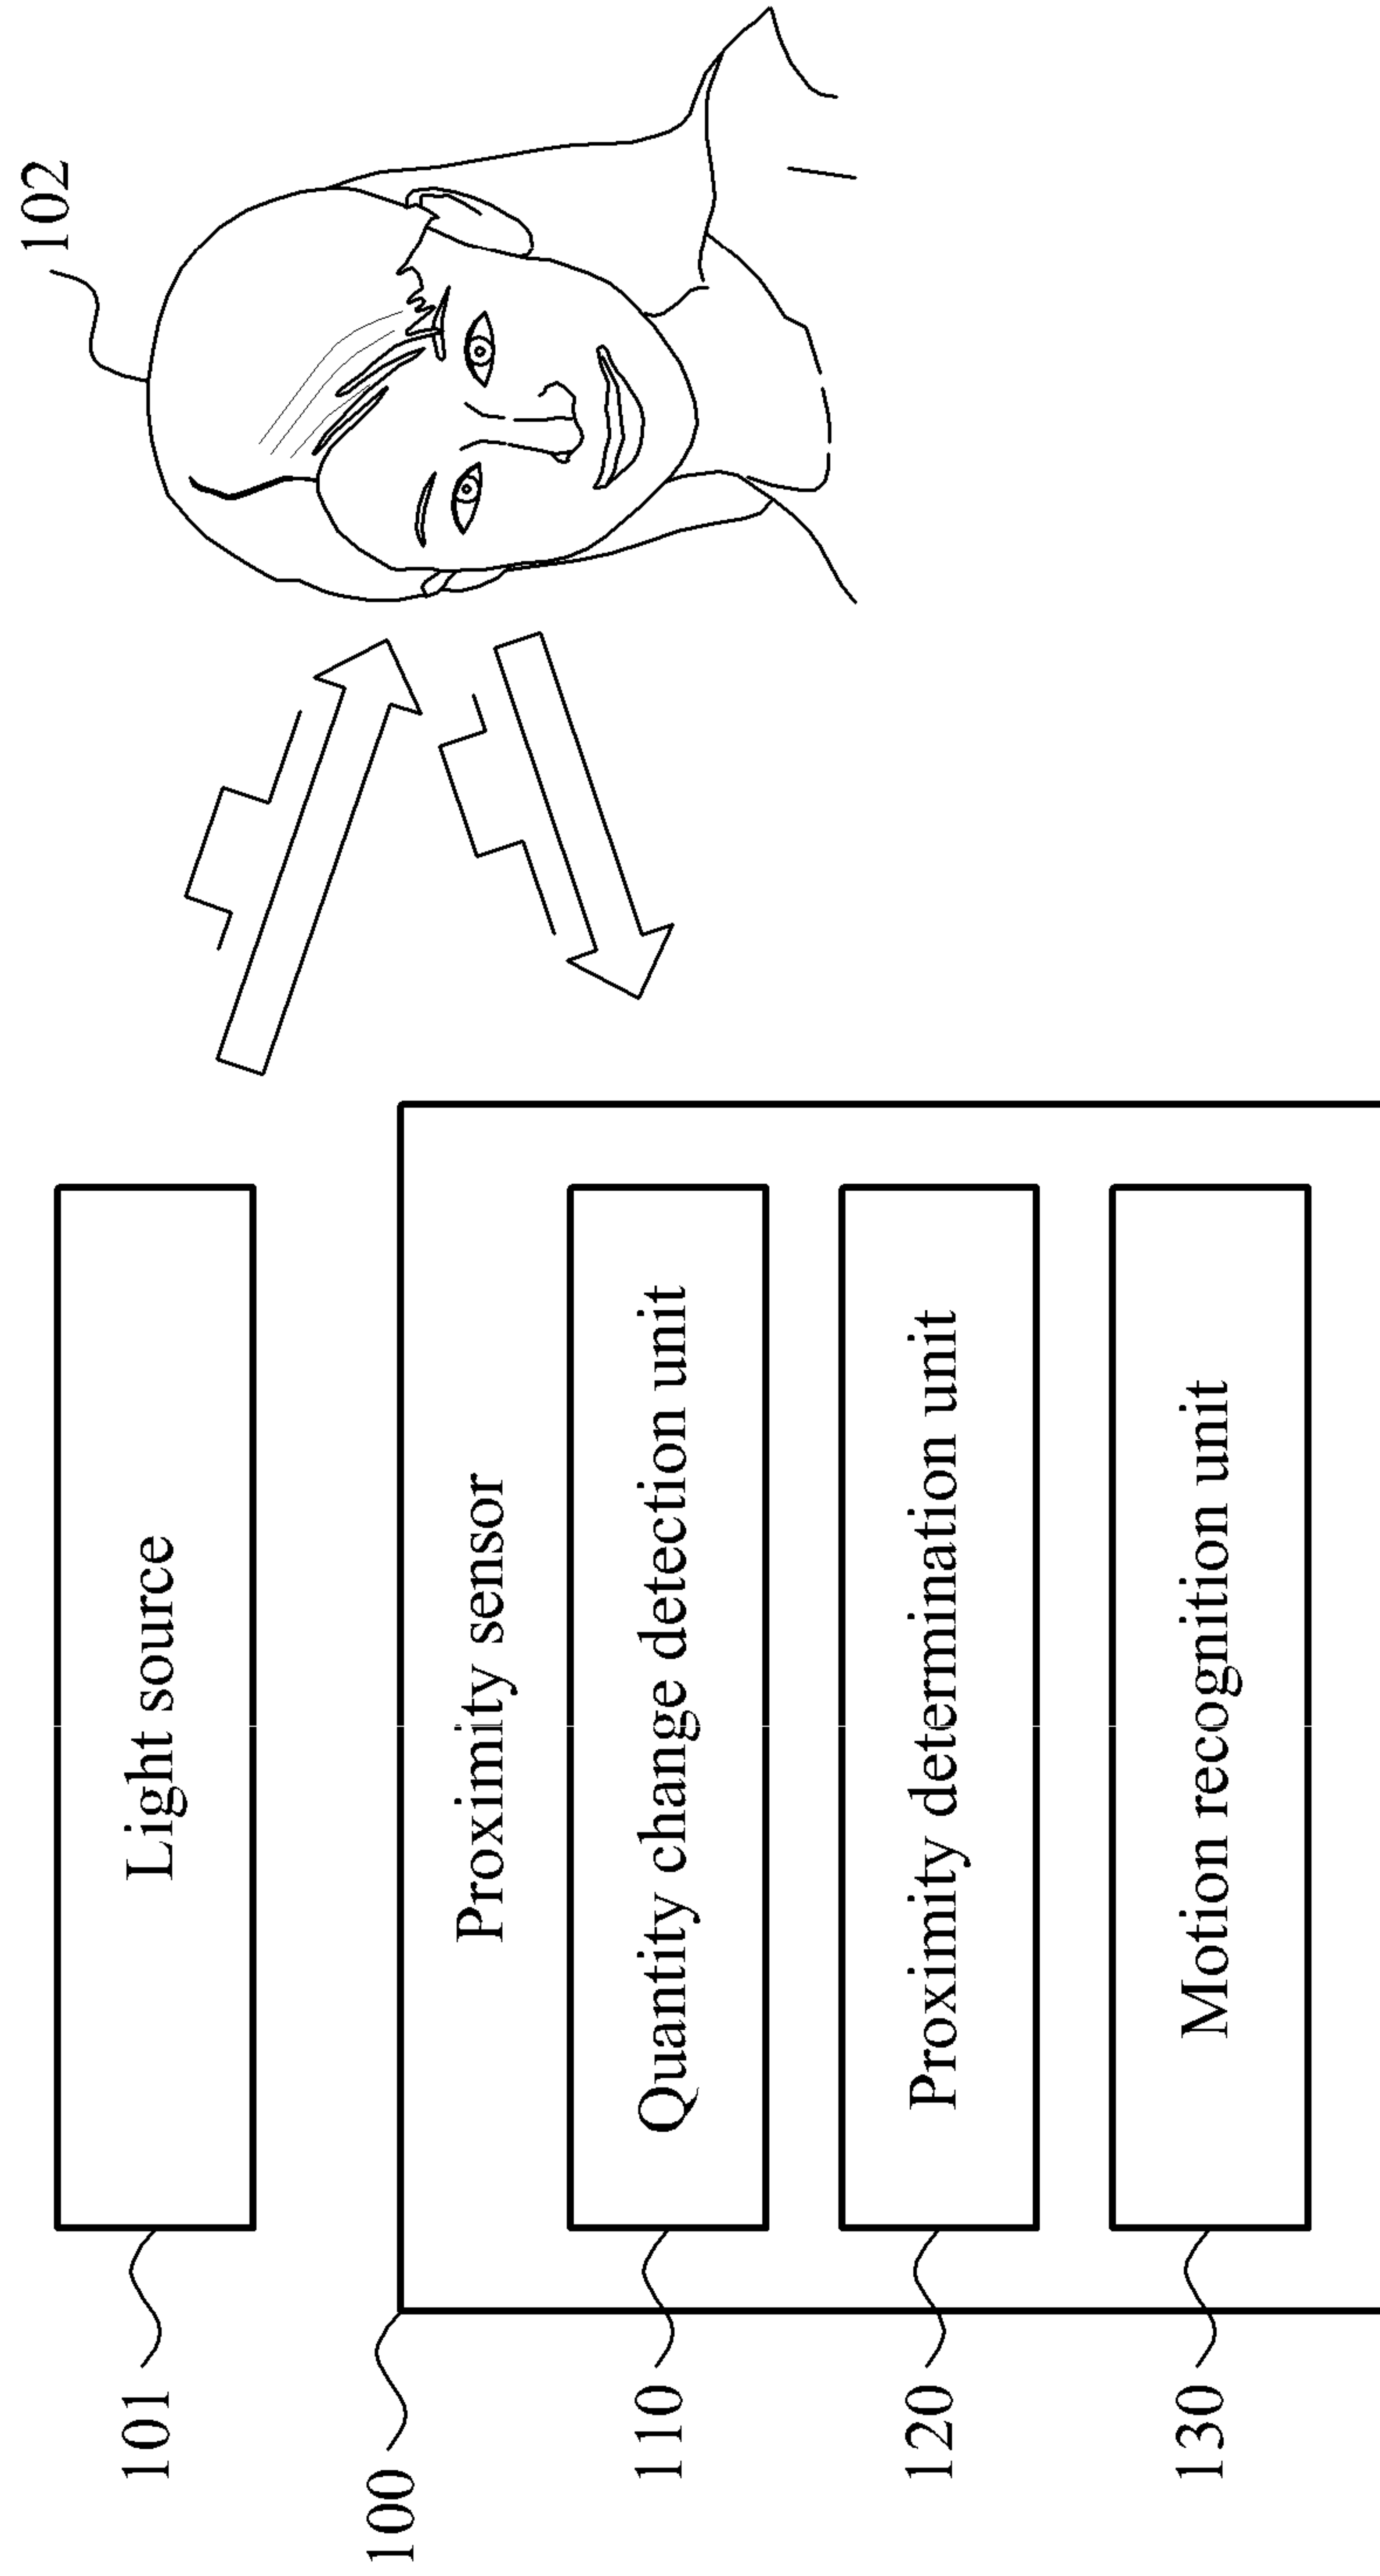 101
Light source
102
100
Proximity sensor
110
Quantity change detection unit
120
Proximity determination unit
130
Motion recognition unit